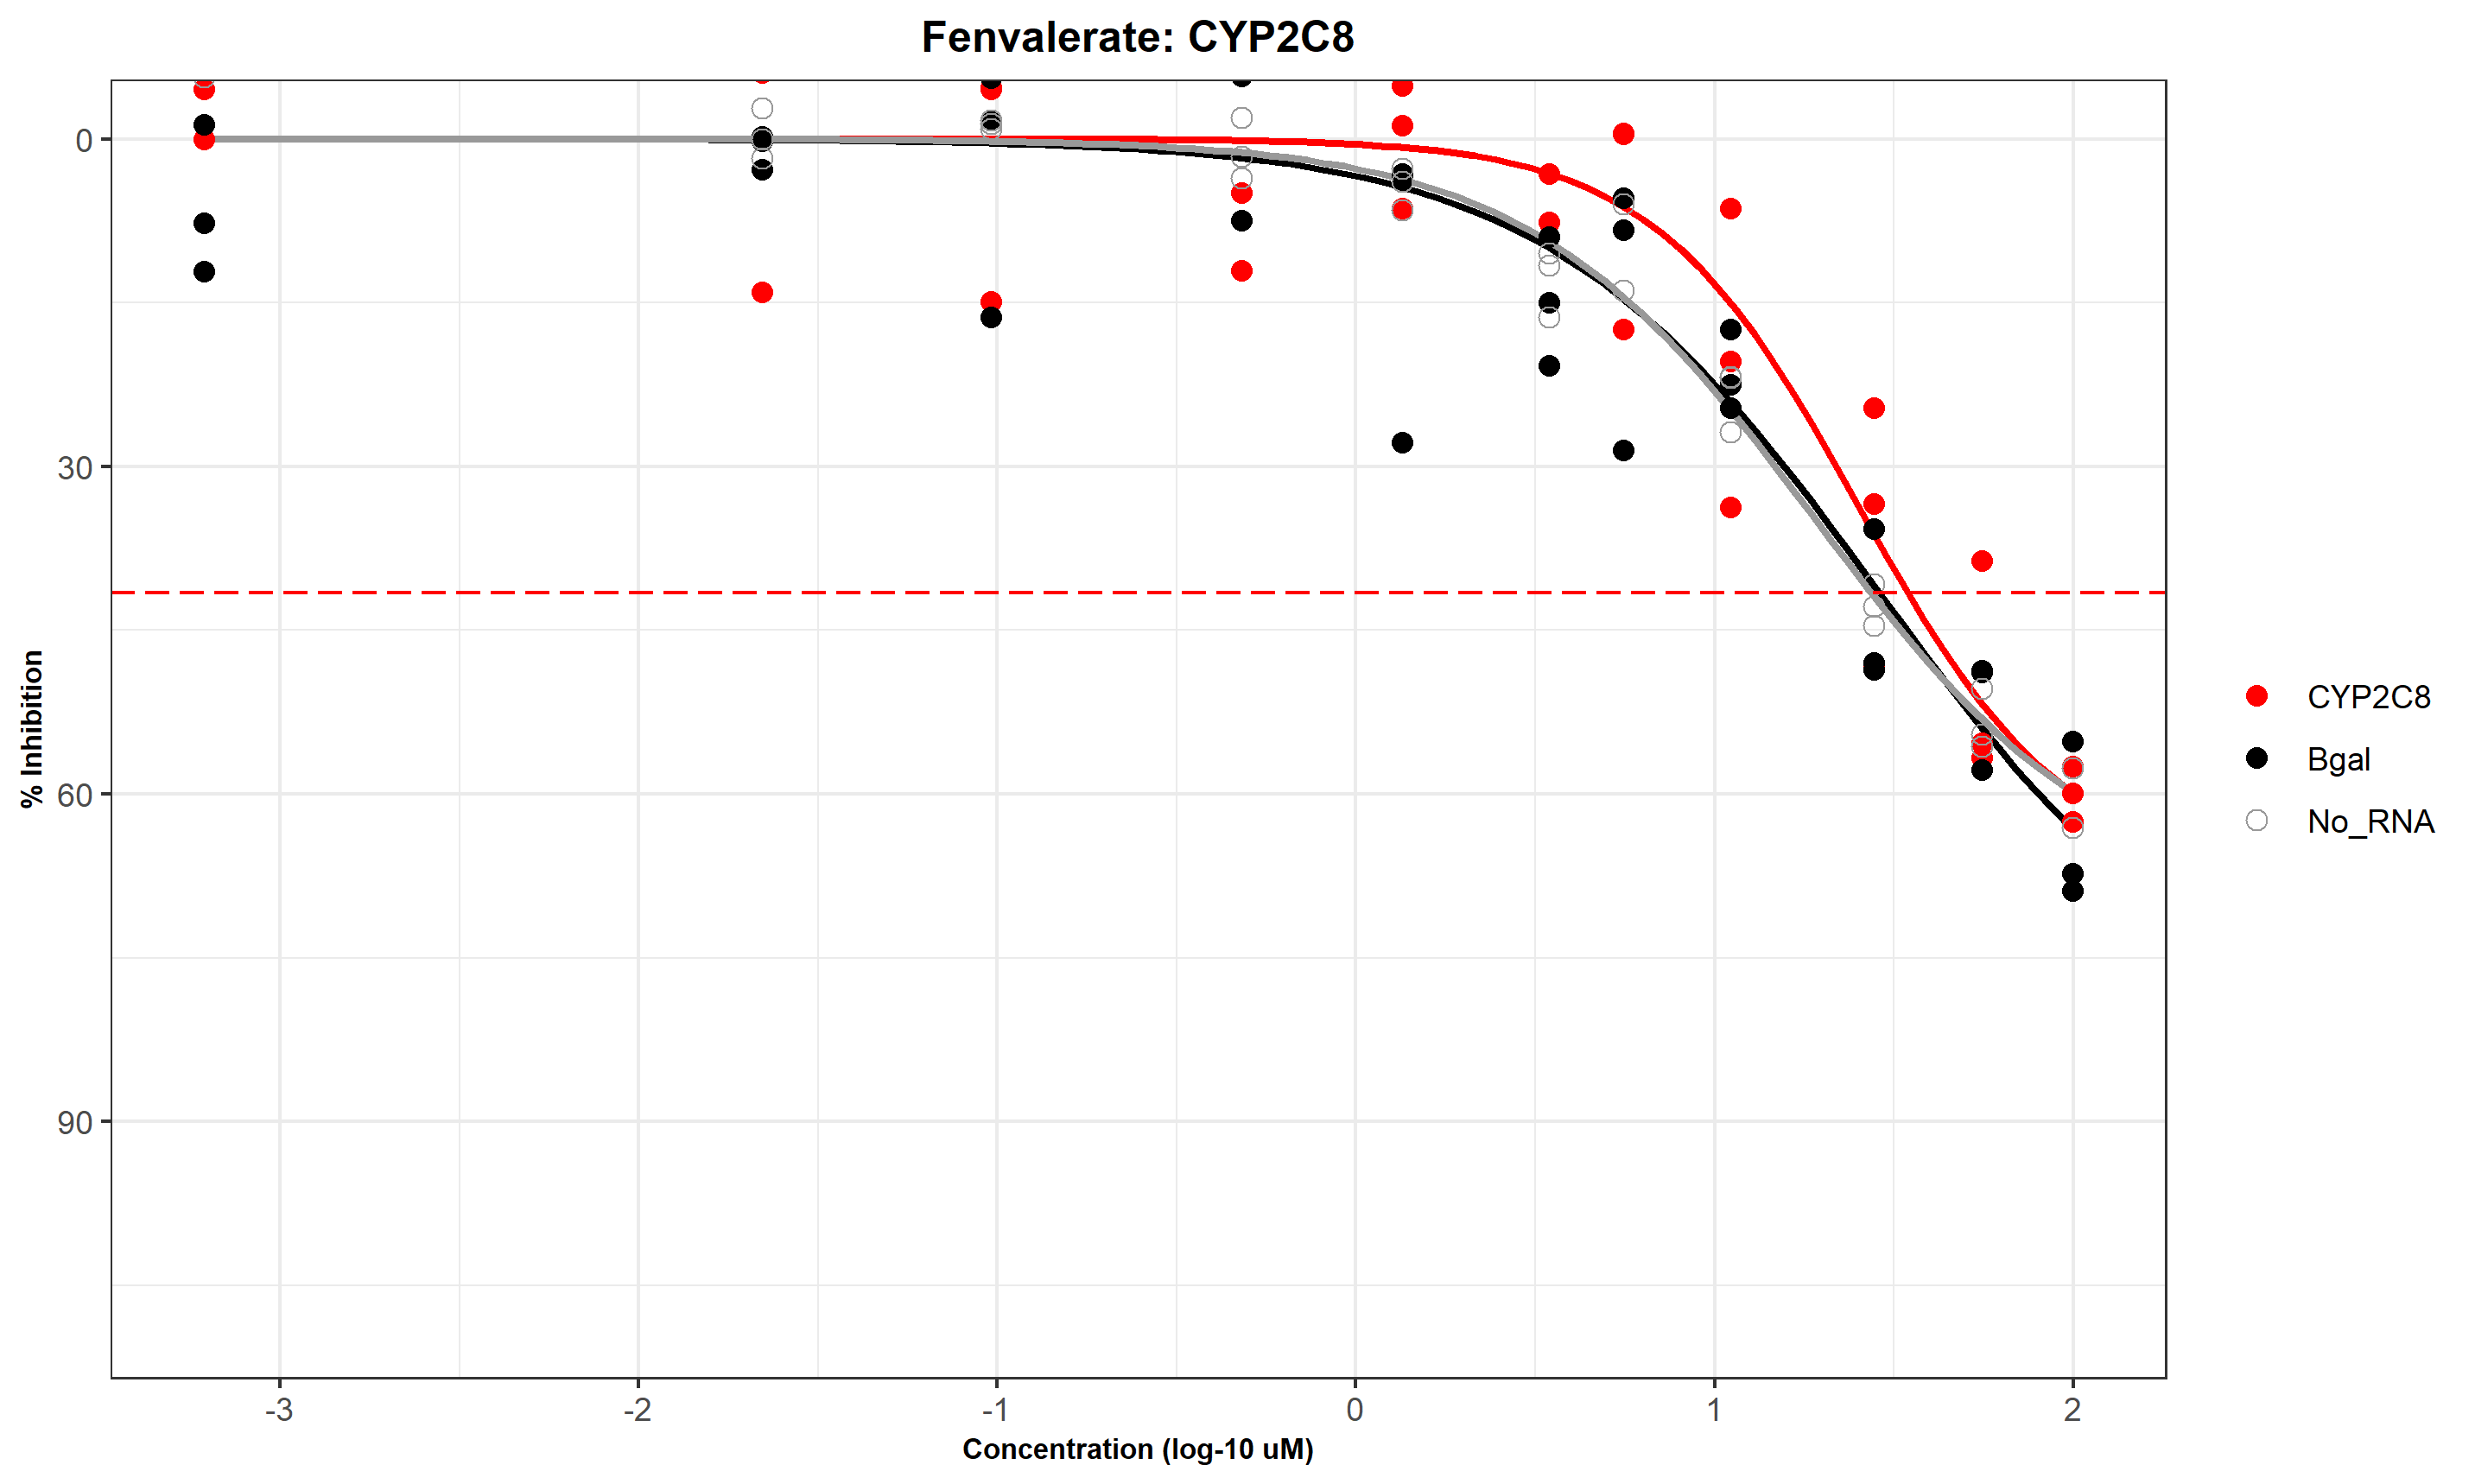 Fenvalerate: CYP2C8
0
30
60
90
% Inhibition
-3
-2
-1
0
1
2
Concentration (log-10 uM)
CYP2C8
Bgal
No_RNA